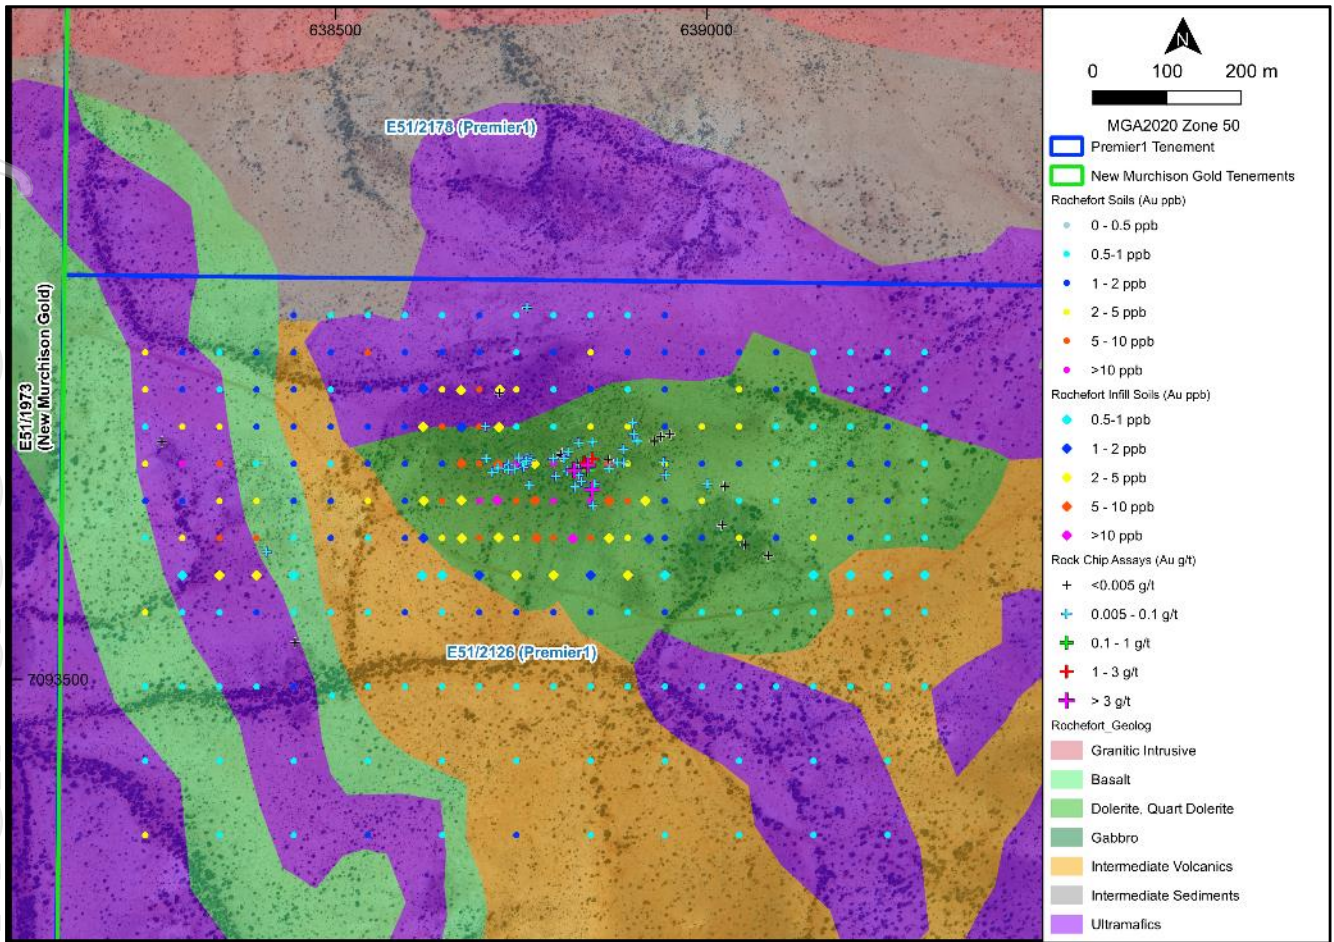 638500
639000
E51/2178 (Premier1)
E51/1973
(New Murchison Gold)
E51/2126 (Premier1)
7093500
N
0 100 200 m
MGA2020 Zone 50
Premier1 Tenement
New Murchison Gold Tenements
Rochefort Soils (Au ppb)
0 - 0.5 ppb
0.5-1 ppb
1 - 2 ppb
2 - 5 ppb
5 - 10 ppb
>10 ppb
Rochefort Infill Soils (Au ppb)
0.5-1 ppb
1 - 2 ppb
2 - 5 ppb
5 - 10 ppb
>10 ppb
Rock Chip Assays (Au g/t)
<0.005 g/t
0.005 - 0.1 g/t
0.1 - 1 g/t
1 - 3 g/t
> 3 g/t
Rochefort_Geolog
Granitic Intrusive
Basalt
Dolerite, Quart Dolerite
Gabbro
Intermediate Volcanics
Intermediate Sediments
Ultramafics